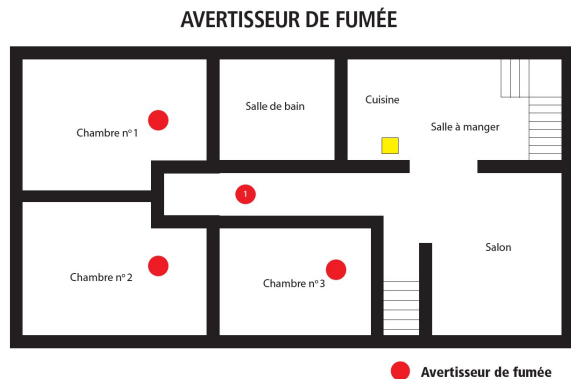 AVERTISSEUR DE FUMÉE
Salle de bain
Cuisine
Salle à manger
Chambre nº 1
1
Salon
Chambre nº 2
Chambre nº 3
Avertisseur de fumée